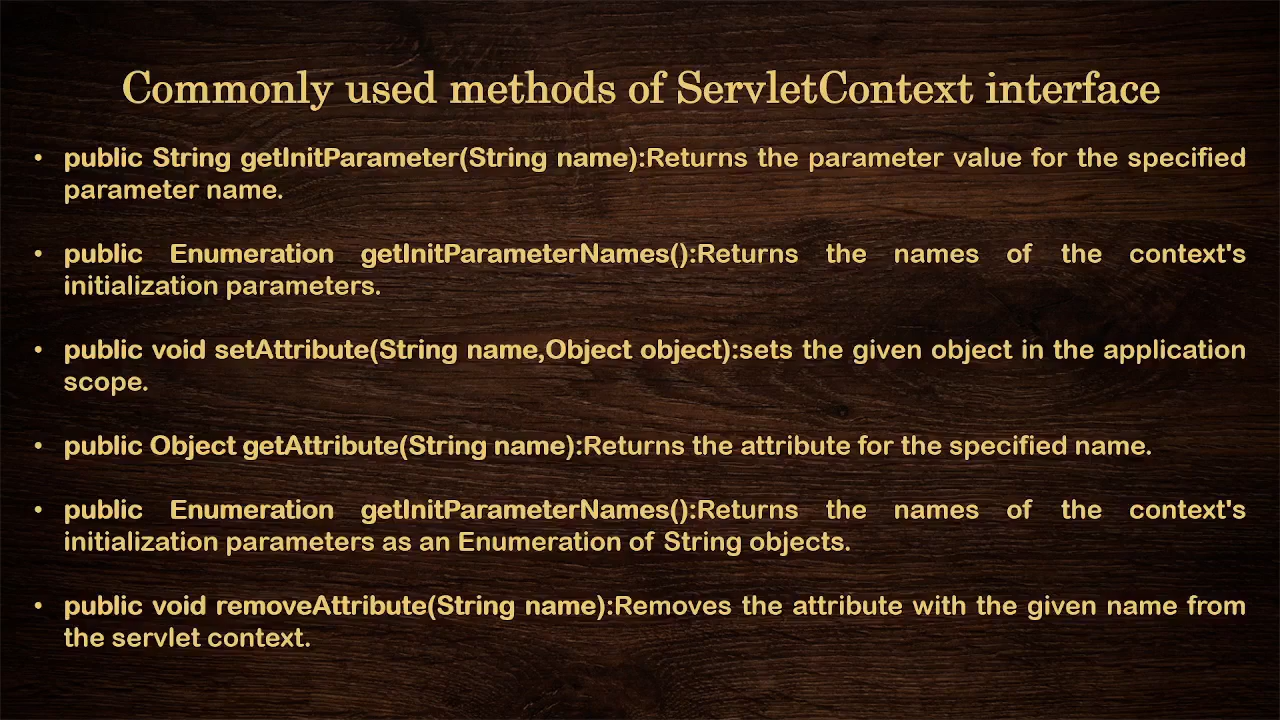 Commonly used methods of ServletContext interface
• public String getInitParameter(String name):Returns the parameter value for the specified
parameter name.
• public Enumeration getInitParameterNames():Returns the names of the context's
initialization parameters.
• public void setAttribute(String name,Object object):sets the given object in the application
scope.
• public Object getAttribute(String name):Returns the attribute for the specified name.
• public Enumeration getInitParameterNames():Returns the names of the context's
initialization parameters as an Enumeration of String objects.
• public void removeAttribute(String name):Removes the attribute with the given name from
the servlet context.